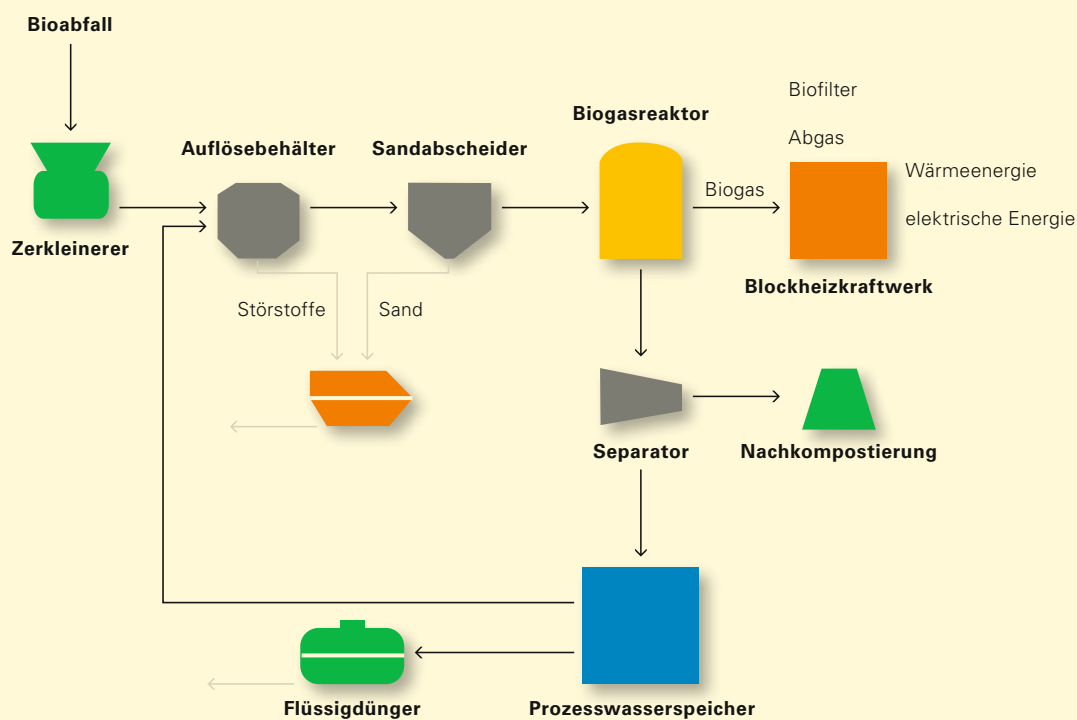 Bioabfall
Biofilter
Biogasreaktor
Abgas
Auflösebehälter
Sandabscheider
Wärmeenergie
Biogas
elektrische Energie
Zerkleinerer
Blockheizkraftwerk
Störstoffe
Sand
Separator
Nachkompostierung
Flüssigdünger
Prozesswasserspeicher